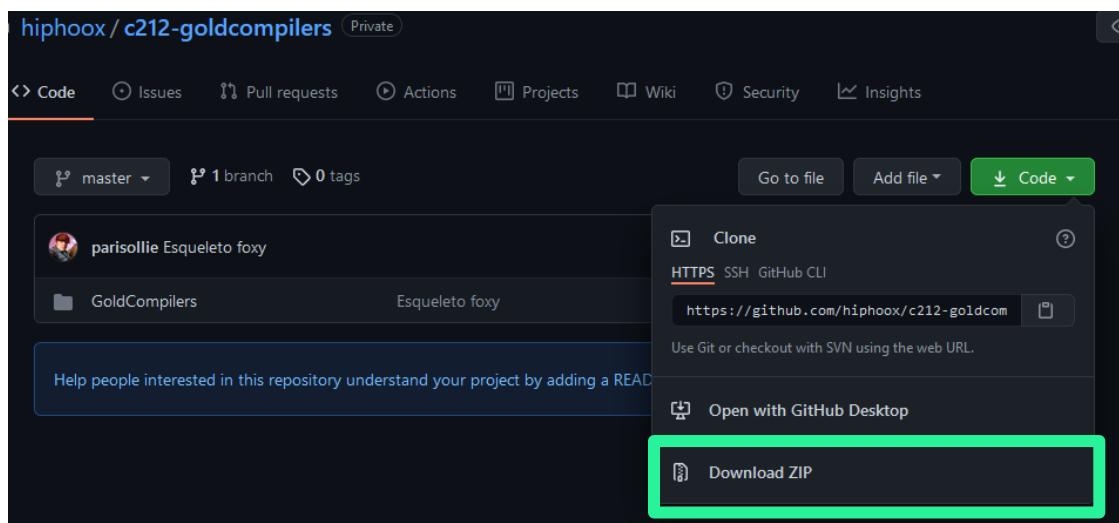 hiphoox / c212-goldcompilers Private
Code Issues Pull requests Actions Projects Wiki Security Insights
master 1 branch 0 tags Go to file Add file Code
parisollie Esqueleto foxy
GoldCompilers Esqueleto foxy
Help people interested in this repository understand your project by adding a READ
Clone
HTTPS SSH GitHub CLI
https://github.com/hiphoox/c212-goldcom
Use Git or checkout with SVN using the web URL.
Open with GitHub Desktop
Download ZIP